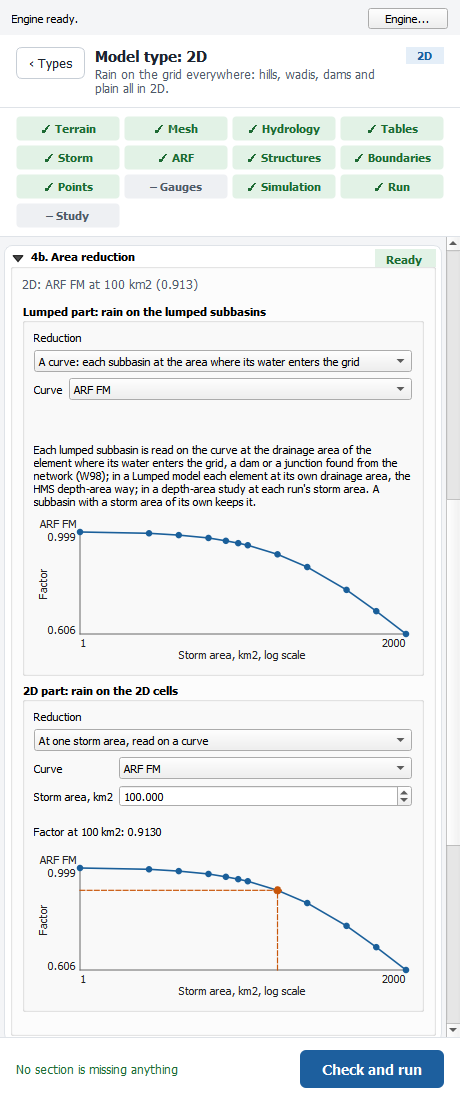 Engine ready.
Engine...
‹ Types
Model type: 2D
2D
Rain on the grid everywhere: hills, wadis, dams and
plain all in 2D.
✓ Terrain
✓ Mesh
✓ Hydrology
✓ Tables
✓ Storm
✓ ARF
✓ Structures
✓ Boundaries
✓ Points
– Gauges
✓ Simulation
✓ Run
– Study
4b. Area reduction
Ready
2D: ARF FM at 100 km2 (0.913)
Lumped part: rain on the lumped subbasins
Reduction
A curve: each subbasin at the area where its water enters the grid
Curve
ARF FM
Each lumped subbasin is read on the curve at the drainage area of the
element where its water enters the grid, a dam or a junction found from the
network (W98); in a Lumped model each element at its own drainage area, the
HMS depth-area way; in a depth-area study at each run's storm area. A
subbasin with a storm area of its own keeps it.
ARF FM
0.999
Factor
0.606
1
2000
Storm area, km2, log scale
2D part: rain on the 2D cells
Reduction
At one storm area, read on a curve
Curve
ARF FM
Storm area, km2
100.000
Factor at 100 km2: 0.9130
ARF FM
0.999
Factor
0.606
1
2000
Storm area, km2, log scale
No section is missing anything
Check and run